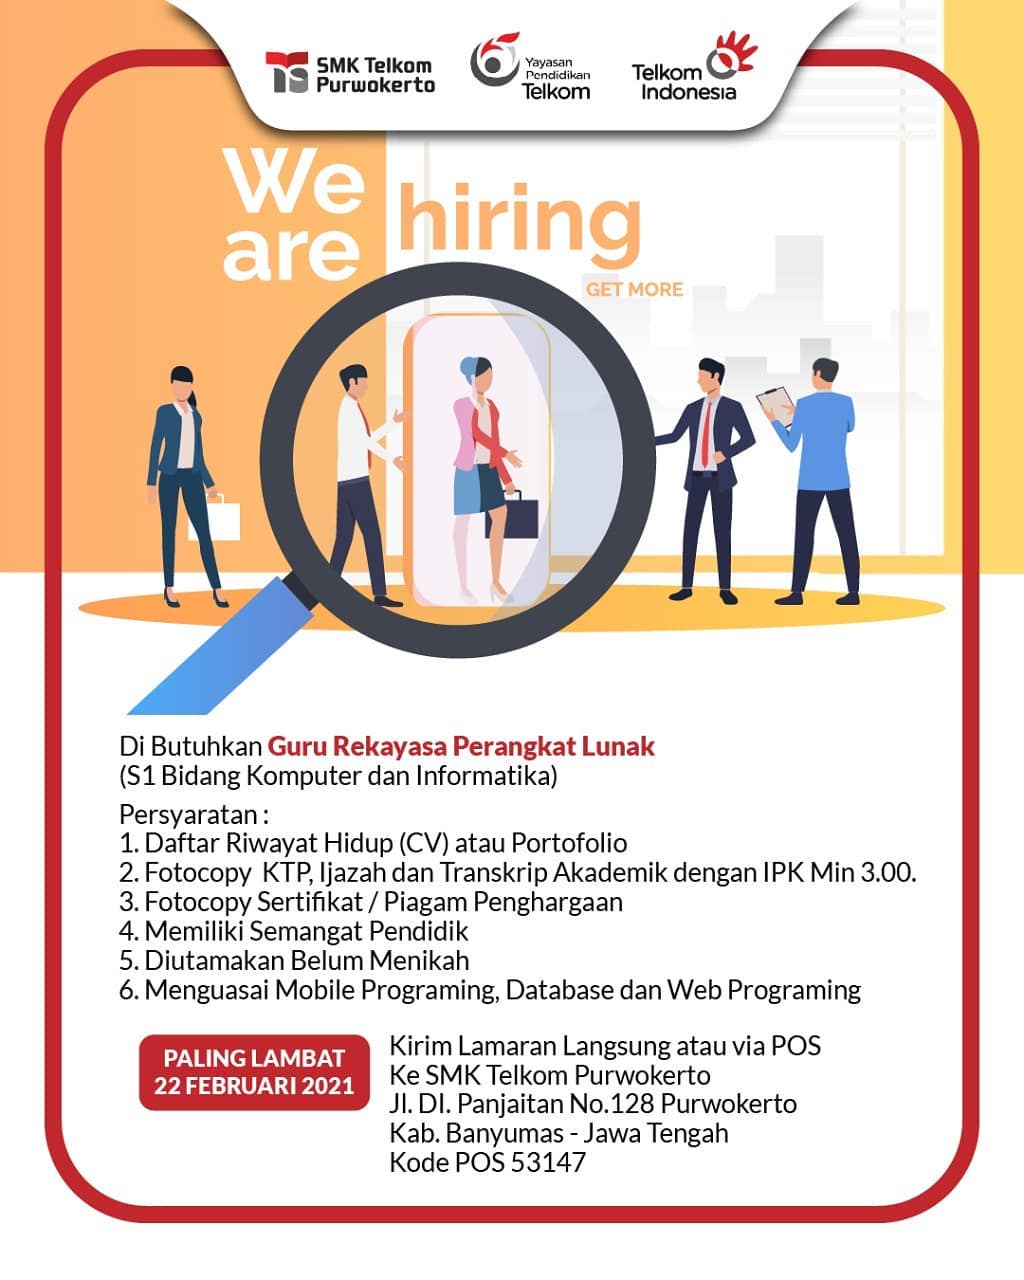 SMK Telkom
Purwokerto
Yayasan
Pendidikan
Telkom
Telkom
Indonesia
We
are
hiring
GET MORE
Di Butuhkan Guru Rekayasa Perangkat Lunak
(S1 Bidang Komputer dan Informatika)
Persyaratan :
1. Daftar Riwayat Hidup (CV) atau Portofolio
2. Fotocopy KTP, Ijazah dan Transkrip Akademik dengan IPK Min 3.00.
3. Fotocopy Sertifikat / Piagam Penghargaan
4. Memiliki Semangat Pendidik
5. Diutamakan Belum Menikah
6. Menguasai Mobile Programing, Database dan Web Programing
PALING LAMBAT
22 FEBRUARI 2021
Kirim Lamaran Langsung atau via POS
Ke SMK Telkom Purwokerto
Jl. DI. Panjaitan No.128 Purwokerto
Kab. Banyumas - Jawa Tengah
Kode POS 53147